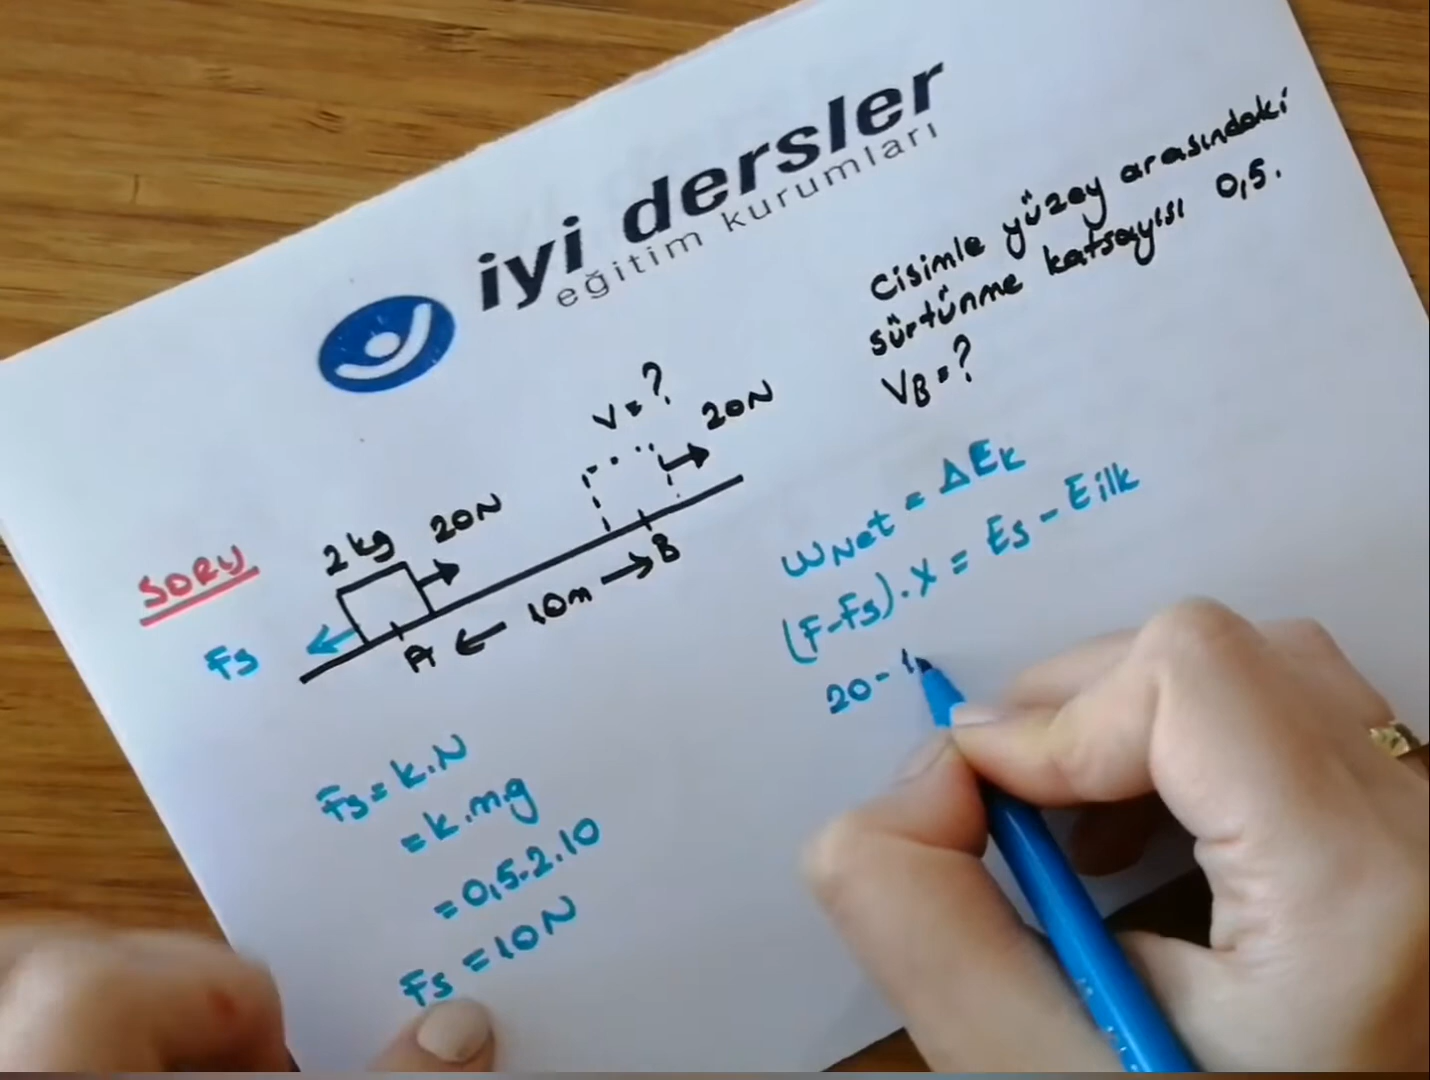 iyi dersler
eğitim kurumları
Cisimle yüzey arasındaki
sürtünme katsayısı 0,5.
VB=?
V=?
20N
SORU
2kg
20N
Fs
A
10m
B
Fs=k.N
=k.m.g
=0,5.2.10
Fs=10N
WNet=ΔEk
(F-Fs).X=Es-Eilk
20-1